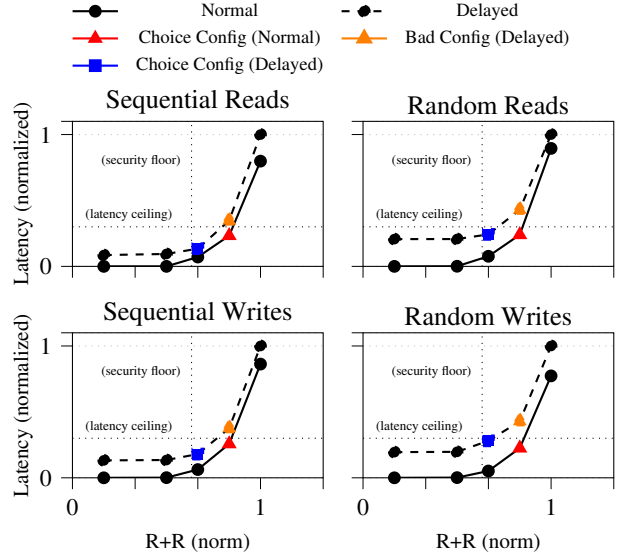 Normal
Delayed
Choice Config (Normal)
Bad Config (Delayed)
Choice Config (Delayed)
Sequential Reads
Random Reads
Latency (normalized)
1
(security floor)
(security floor)
(latency ceiling)
(latency ceiling)
0
Sequential Writes
Random Writes
Latency (normalized)
1
(security floor)
(security floor)
(latency ceiling)
(latency ceiling)
0
0 1 0 1
R+R (norm)
R+R (norm)